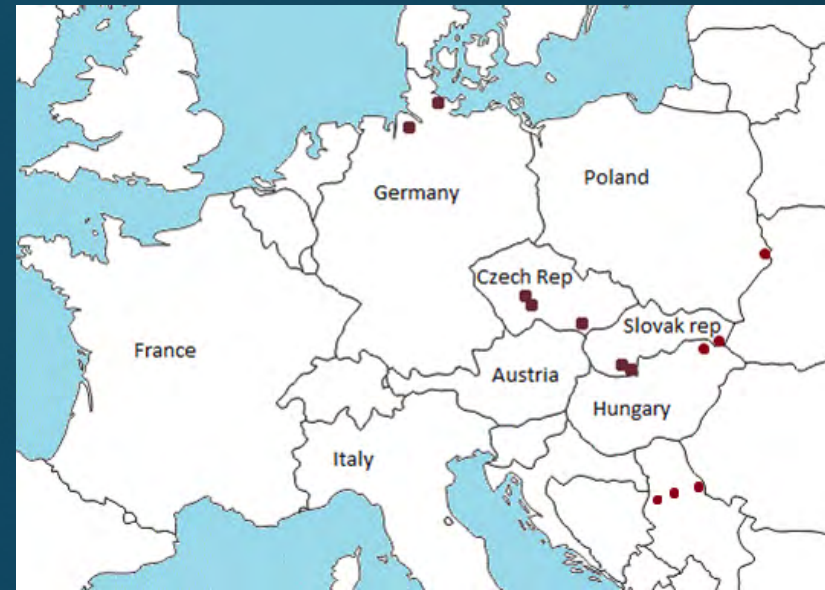 Germany
Poland
Czech Rep
Slovak rep
France
Austria
Hungary
Italy